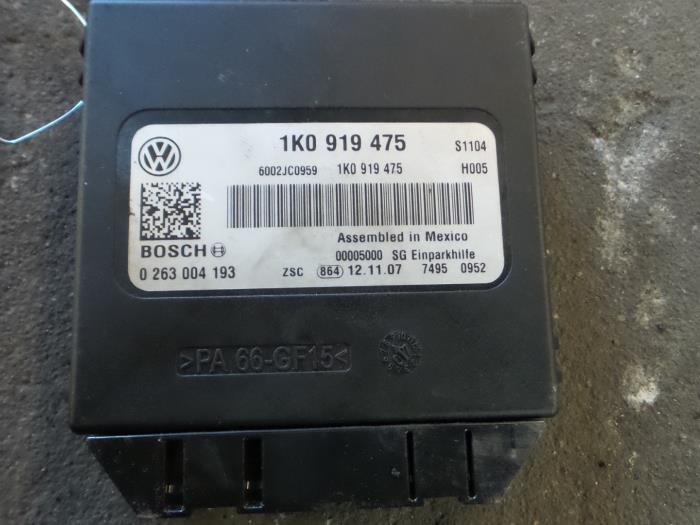 1K0 919 475 S1104
6002JC0959 1K0 919 475 H005
Assembled in Mexico
BOSCH 00005000 SG Einparkhilfe
0 263 004 193 ZSC 864 12.11.07 7495 0952
>PA 66-GF15<